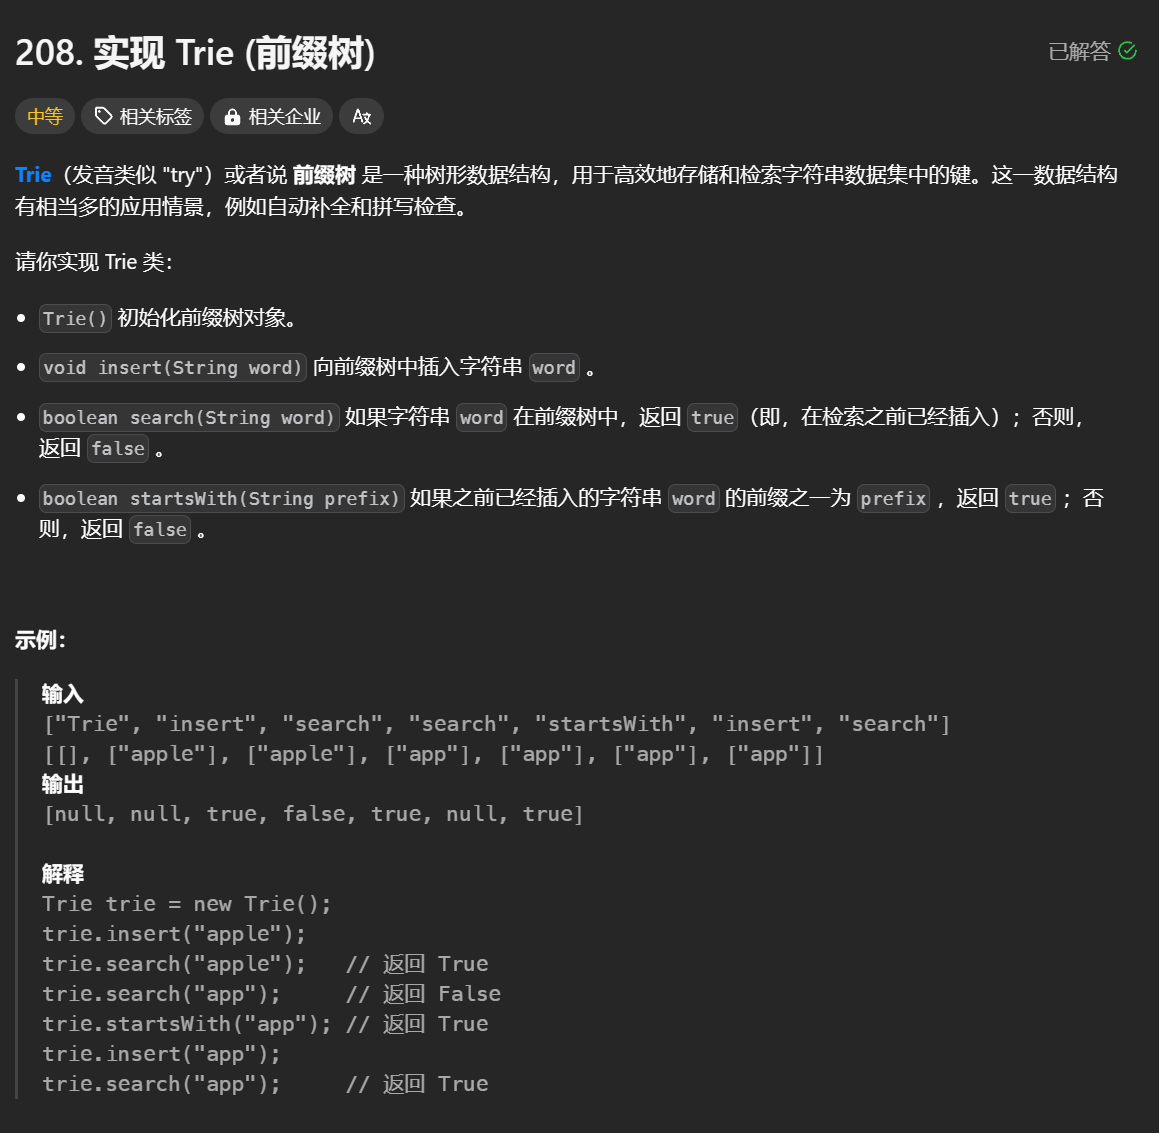 208. 实现 Trie (前缀树)
已解答
中等 相关标签 相关企业 Aあ
Trie（发音类似 "try"）或者说 前缀树 是一种树形数据结构，用于高效地存储和检索字符串数据集中的键。这一数据结构
有相当多的应用情景，例如自动补全和拼写检查。
请你实现 Trie 类：
• Trie() 初始化前缀树对象。
• void insert(String word) 向前缀树中插入字符串 word 。
• boolean search(String word) 如果字符串 word 在前缀树中，返回 true（即，在检索之前已经插入）；否则，
返回 false 。
• boolean startsWith(String prefix) 如果之前已经插入的字符串 word 的前缀之一为 prefix ，返回 true ；否
则，返回 false 。
示例：
输入
["Trie", "insert", "search", "search", "startsWith", "insert", "search"]
[[], ["apple"], ["apple"], ["app"], ["app"], ["app"], ["app"]]
输出
[null, null, true, false, true, null, true]
解释
Trie trie = new Trie();
trie.insert("apple");
trie.search("apple");   // 返回 True
trie.search("app");     // 返回 False
trie.startsWith("app"); // 返回 True
trie.insert("app");
trie.search("app");     // 返回 True